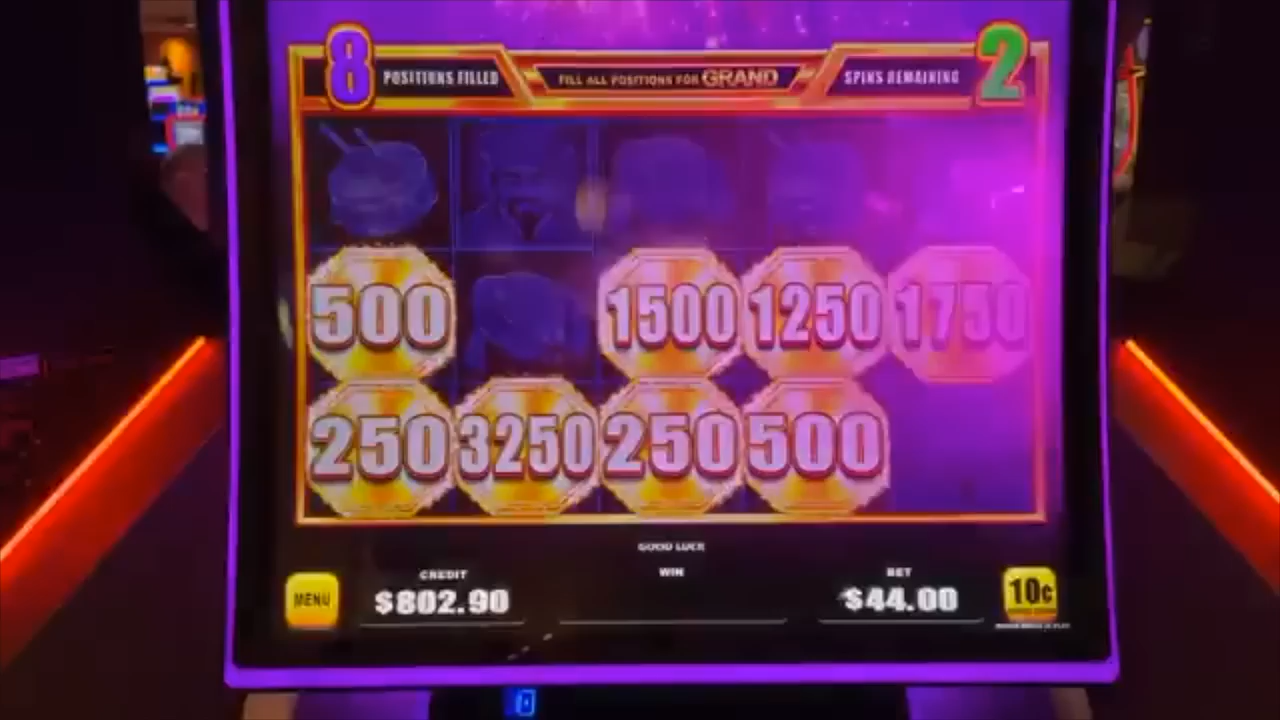 8 POSITIONS FILLED FILL ALL POSITIONS FOR GRAND SPINS REMAINING 2
500 1500 1250 1750
250 3250 250 500
GOOD LUCK
CREDIT WIN BET
MENU $802.90 $44.00 10¢
0